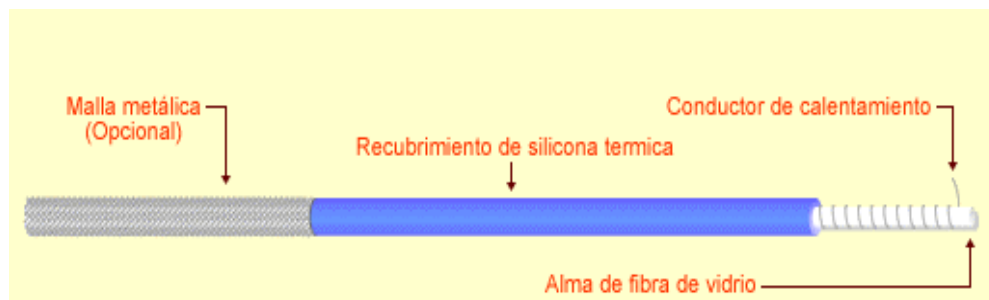 Malla metálica
(Opcional)
Conductor de calentamiento
Recubrimiento de silicona termica
Alma de fibra de vidrio